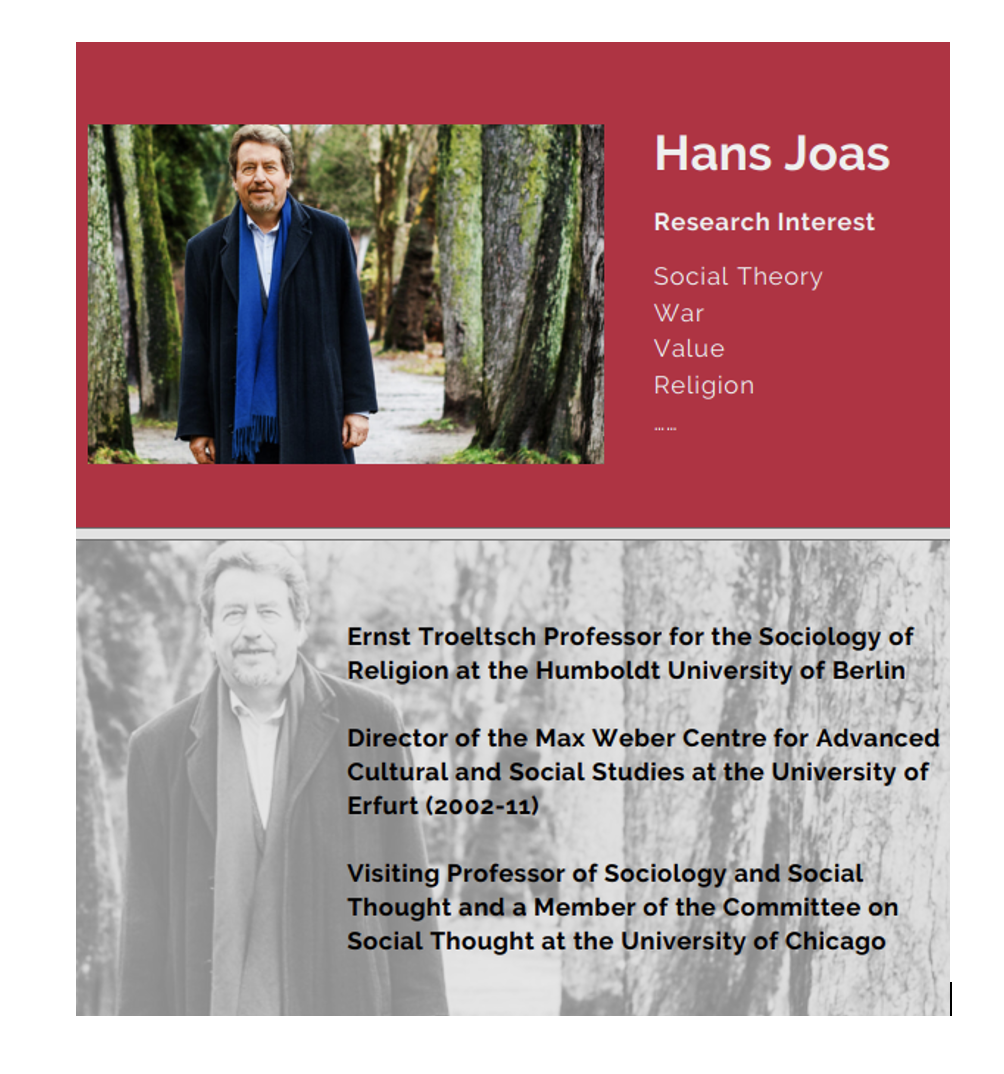 Hans Joas
Research Interest
Social Theory
War
Value
Religion
... ...
Ernst Troeltsch Professor for the Sociology of
Religion at the Humboldt University of Berlin
Director of the Max Weber Centre for Advanced
Cultural and Social Studies at the University of
Erfurt (2002-11)
Visiting Professor of Sociology and Social
Thought and a Member of the Committee on
Social Thought at the University of Chicago